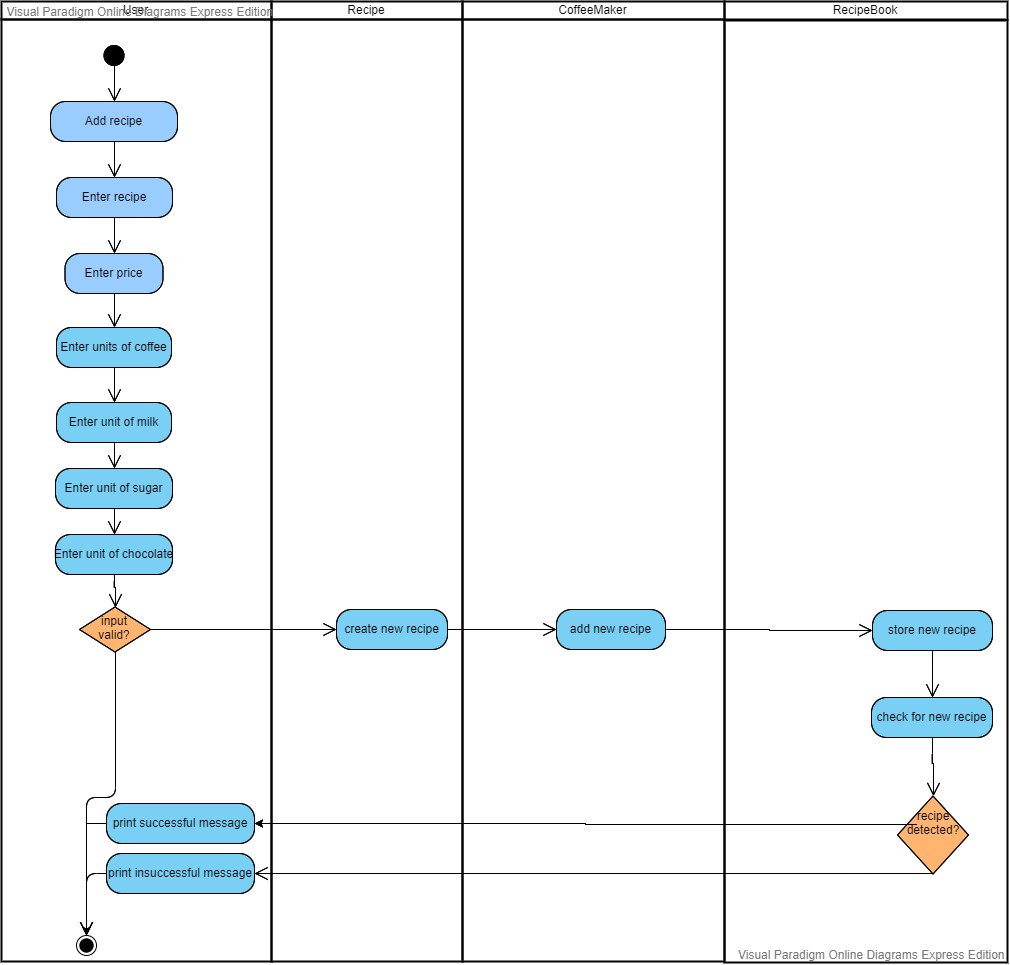 Visual Paradigm Online Diagrams Express Edition
User
Recipe
CoffeeMaker
RecipeBook
Add recipe
Enter recipe
Enter price
Enter units of coffee
Enter unit of milk
Enter unit of sugar
Enter unit of chocolate
input
valid?
create new recipe
add new recipe
store new recipe
check for new recipe
recipe
detected?
print successful message
print insuccessful message
Visual Paradigm Online Diagrams Express Edition